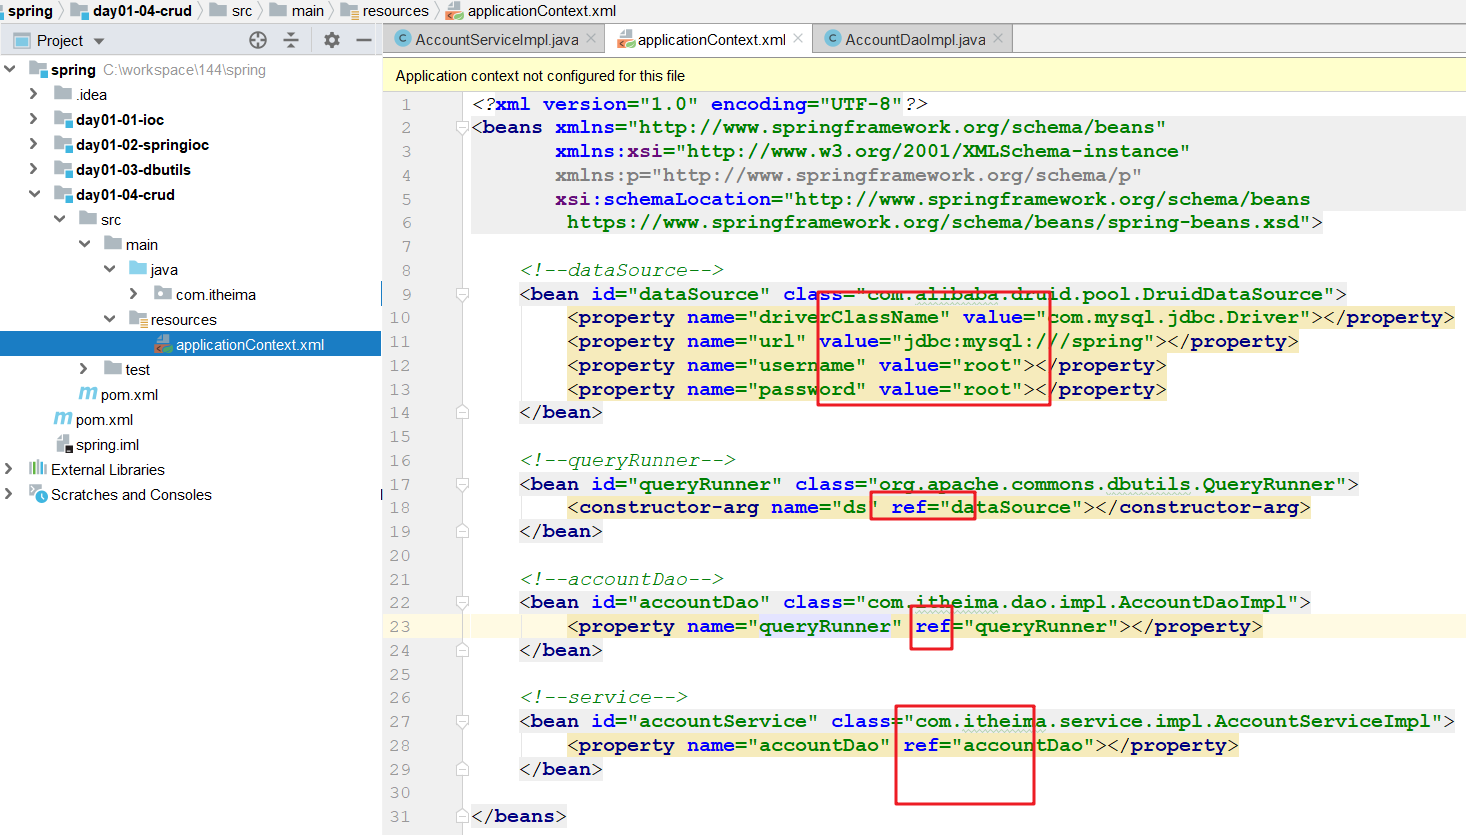 spring day01-04-crud src main resources applicationContext.xml
Project
AccountServiceImpl.java applicationContext.xml AccountDaoImpl.java
Application context not configured for this file
spring C:\workspace\144\spring
.idea
day01-01-ioc
day01-02-springioc
day01-03-dbutils
day01-04-crud
src
main
java
com.itheima
resources
applicationContext.xml
test
pom.xml
pom.xml
spring.iml
External Libraries
Scratches and Consoles
1 <?xml version="1.0" encoding="UTF-8"?>
2 <beans xmlns="http://www.springframework.org/schema/beans"
3 xmlns:xsi="http://www.w3.org/2001/XMLSchema-instance"
4 xmlns:p="http://www.springframework.org/schema/p"
5 xsi:schemaLocation="http://www.springframework.org/schema/beans
6 https://www.springframework.org/schema/beans/spring-beans.xsd">
7
8 <!--dataSource-->
9 <bean id="dataSource" class="com.alibaba.druid.pool.DruidDataSource">
10 <property name="driverClassName" value="com.mysql.jdbc.Driver"></property>
11 <property name="url" value="jdbc:mysql:///spring"></property>
12 <property name="username" value="root"></property>
13 <property name="password" value="root"></property>
14 </bean>
15
16 <!--queryRunner-->
17 <bean id="queryRunner" class="org.apache.commons.dbutils.QueryRunner">
18 <constructor-arg name="ds" ref="dataSource"></constructor-arg>
19 </bean>
20
21 <!--accountDao-->
22 <bean id="accountDao" class="com.itheima.dao.impl.AccountDaoImpl">
23 <property name="queryRunner" ref="queryRunner"></property>
24 </bean>
25
26 <!--service-->
27 <bean id="accountService" class="com.itheima.service.impl.AccountServiceImpl">
28 <property name="accountDao" ref="accountDao"></property>
29 </bean>
30
31 </beans>